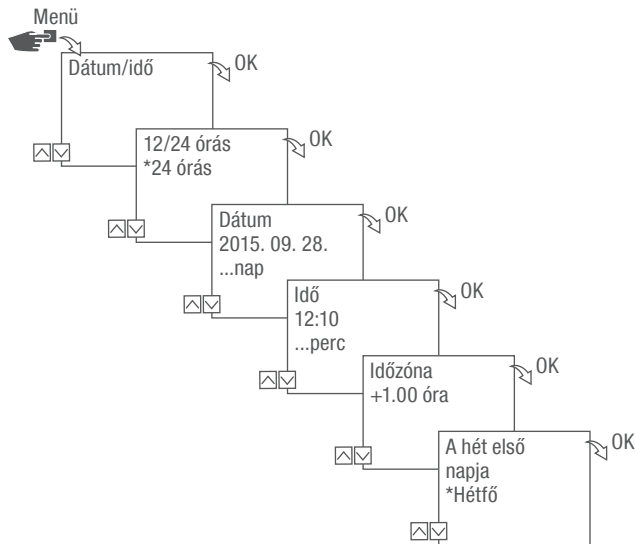 Menü
Dátum/idő
OK
12/24 órás
*24 órás
OK
Dátum
2015. 09. 28.
...nap
OK
Idő
12:10
...perc
OK
Időzóna
+1.00 óra
OK
A hét első
napja
*Hétfő
OK